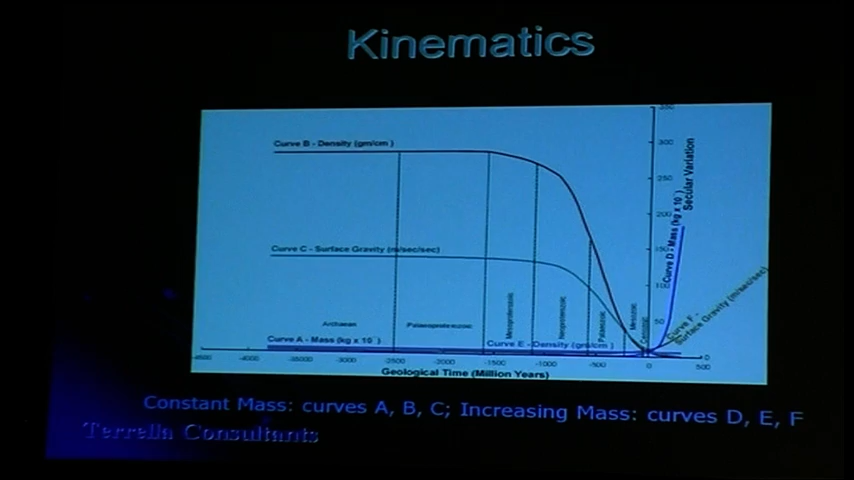 Kinematics
350
Curve B - Density (gm/cm )
300
Secular Variation
250
200
Curve D - Mass (kg x 10 )
Curve C - Surface Gravity (m/sec/sec)
150
100
Curve F -
Surface Gravity (m/sec/sec)
50
Archaean
Palaeoproterozoic
Mesoproterozoic
Neoproterozoic
Palaeozoic
Mesozoic
Cenozoic
Curve A - Mass (kg x 10 )
Curve E - Density (gm/cm )
0
-4500 -4000 -3500 -3000 -2500 -2000 -1500 -1000 -500 0 500
Geological Time (Million Years)
Constant Mass: curves A, B, C; Increasing Mass: curves D, E, F
Terrella Consultants